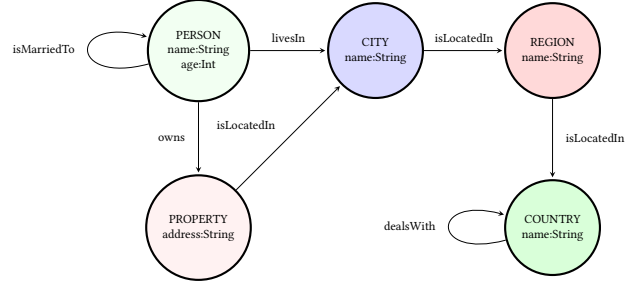 isMarriedTo
PERSON
name:String
age:Int
livesIn
CITY
name:String
isLocatedIn
REGION
name:String
owns
isLocatedIn
isLocatedIn
PROPERTY
address:String
dealsWith
COUNTRY
name:String